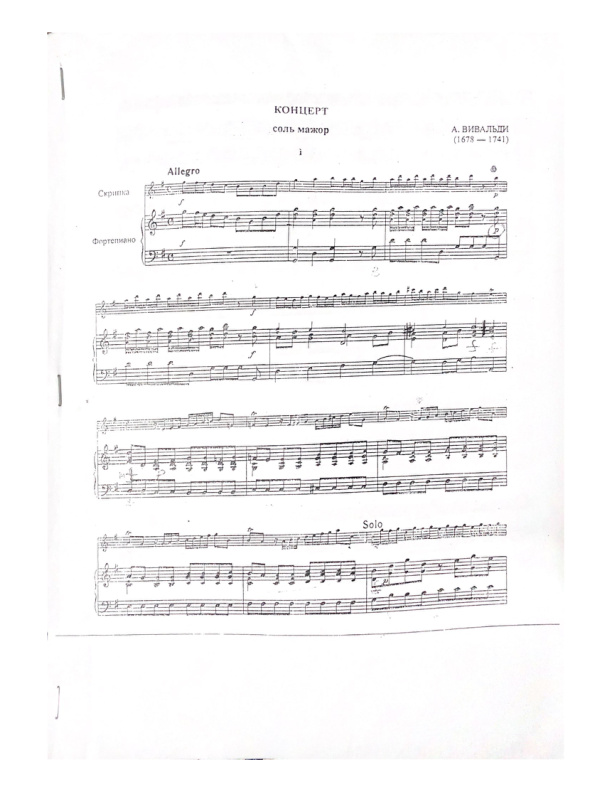 КОНЦЕРТ
соль мажор
А. ВИВАЛЬДИ
(1678 — 1741)
I
Allegro
Скрипка
f
Фортепиано
f
p
p
f
f
f
Solo